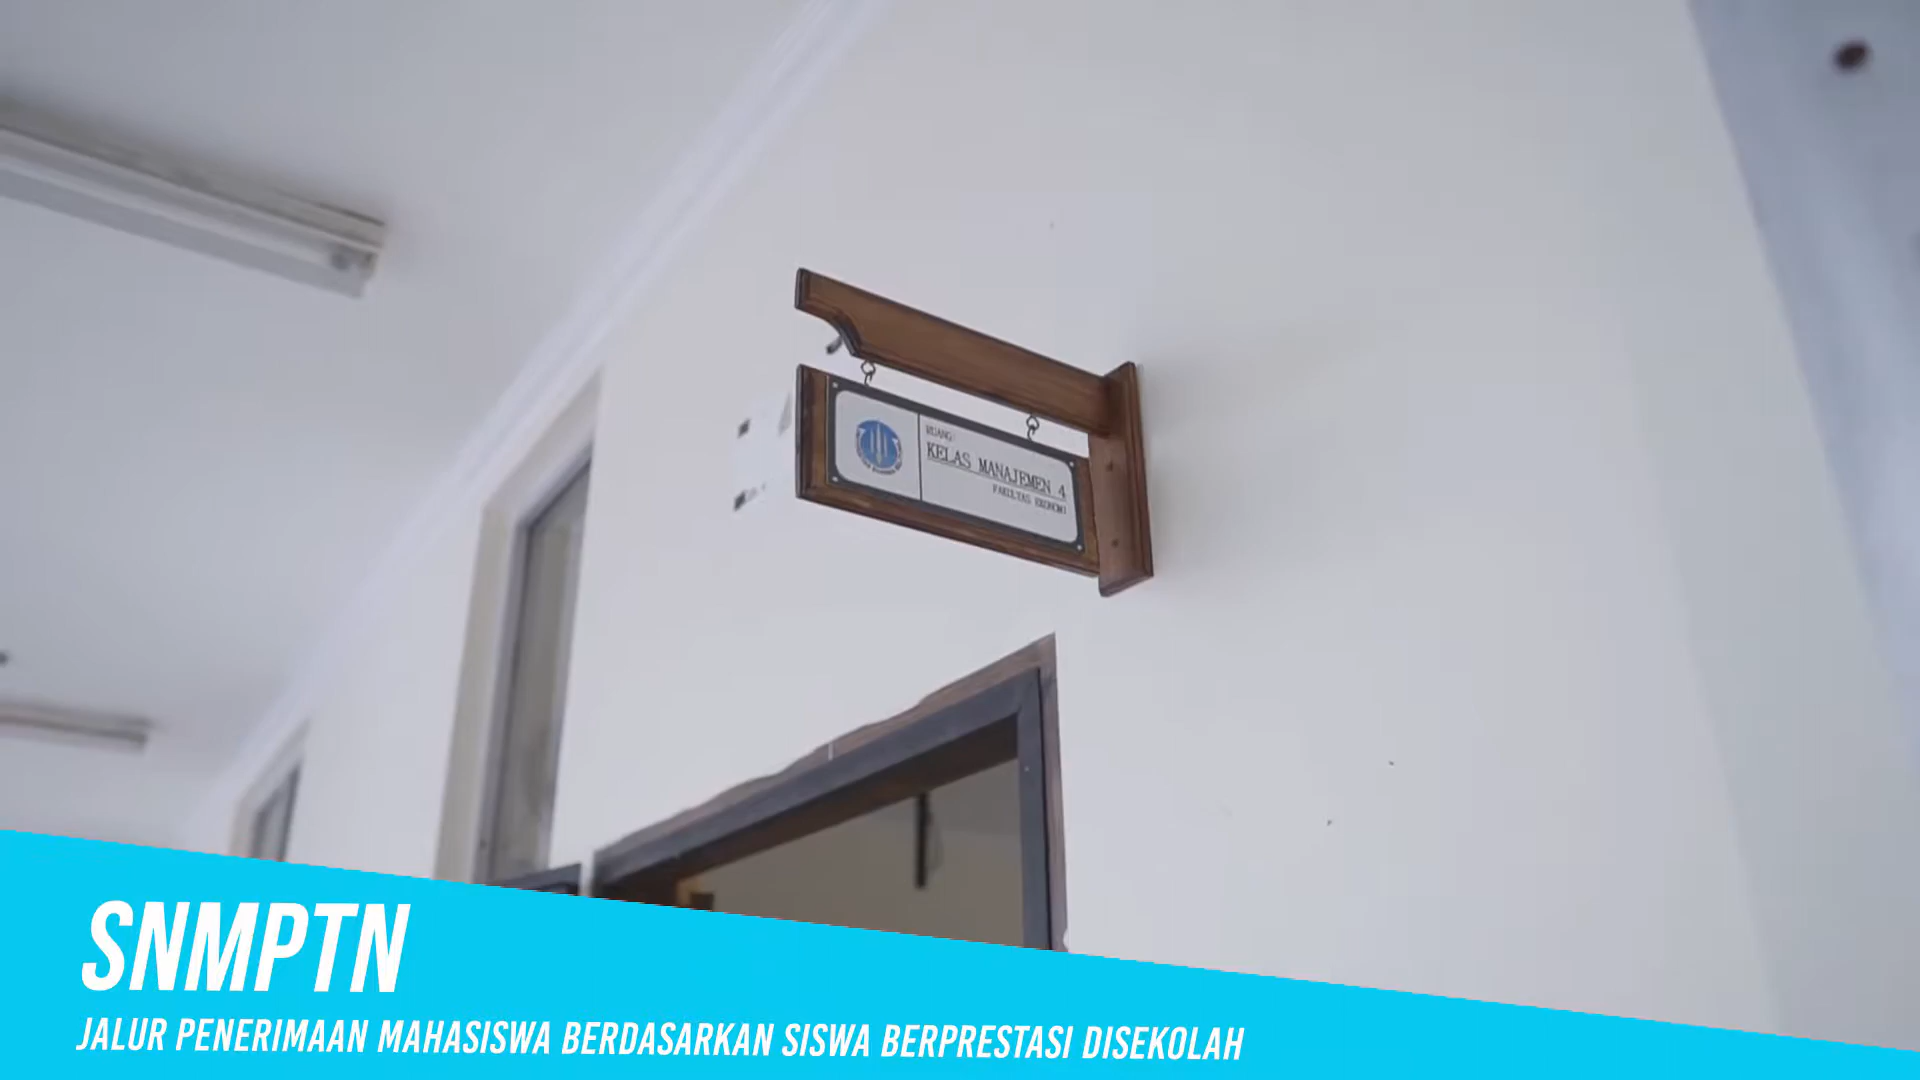 RUANG:
KELAS MANAJEMEN 4
FAKULTAS EKONOMI
SNMPTN
JALUR PENERIMAAN MAHASISWA BERDASARKAN SISWA BERPRESTASI DISEKOLAH